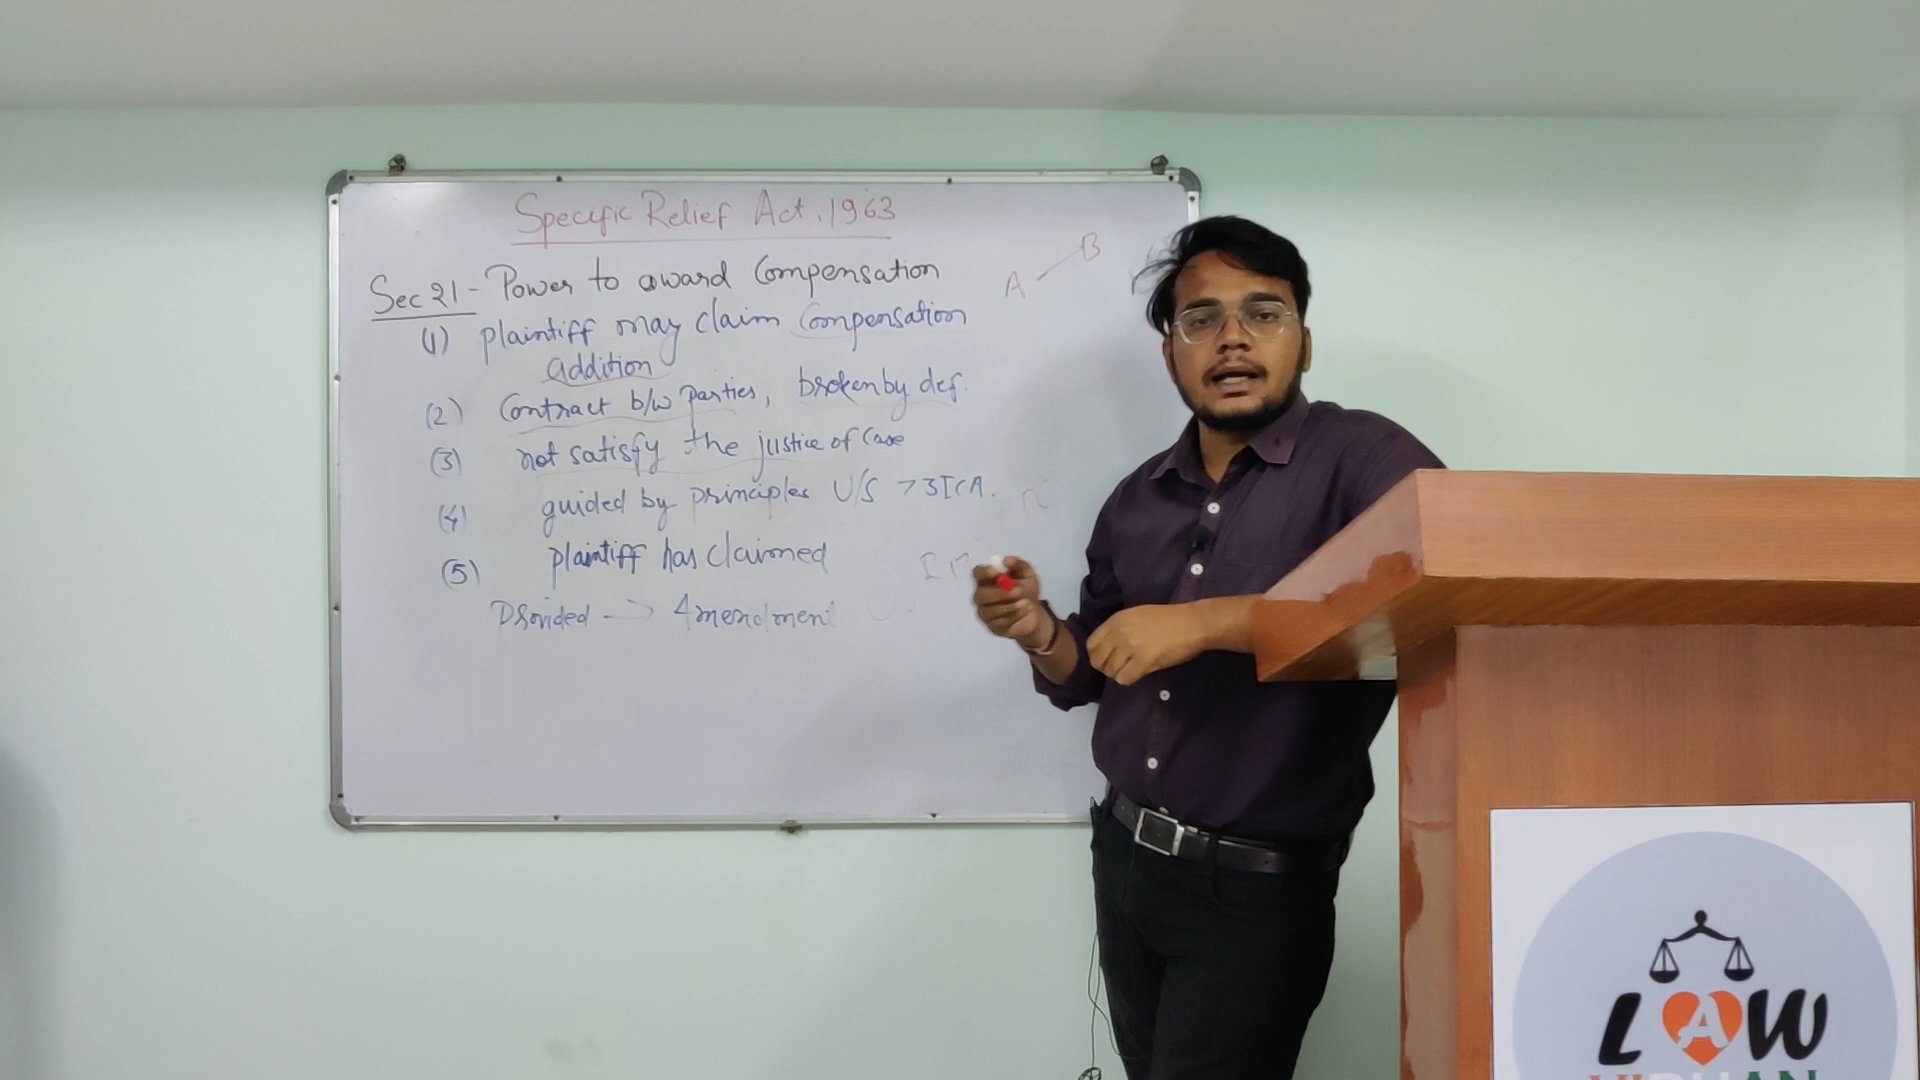 Specific Relief Act, 1963
A B
Sec 21 - Power to award Compensation
(1) plaintiff may claim Compensation
addition
(2) Contract b/w parties, broken by def.
(3) not satisfy the justice of Case
(4) guided by principles U/S 73 ICA.
(5) plaintiff has claimed
Provided -> Amendment
LAW